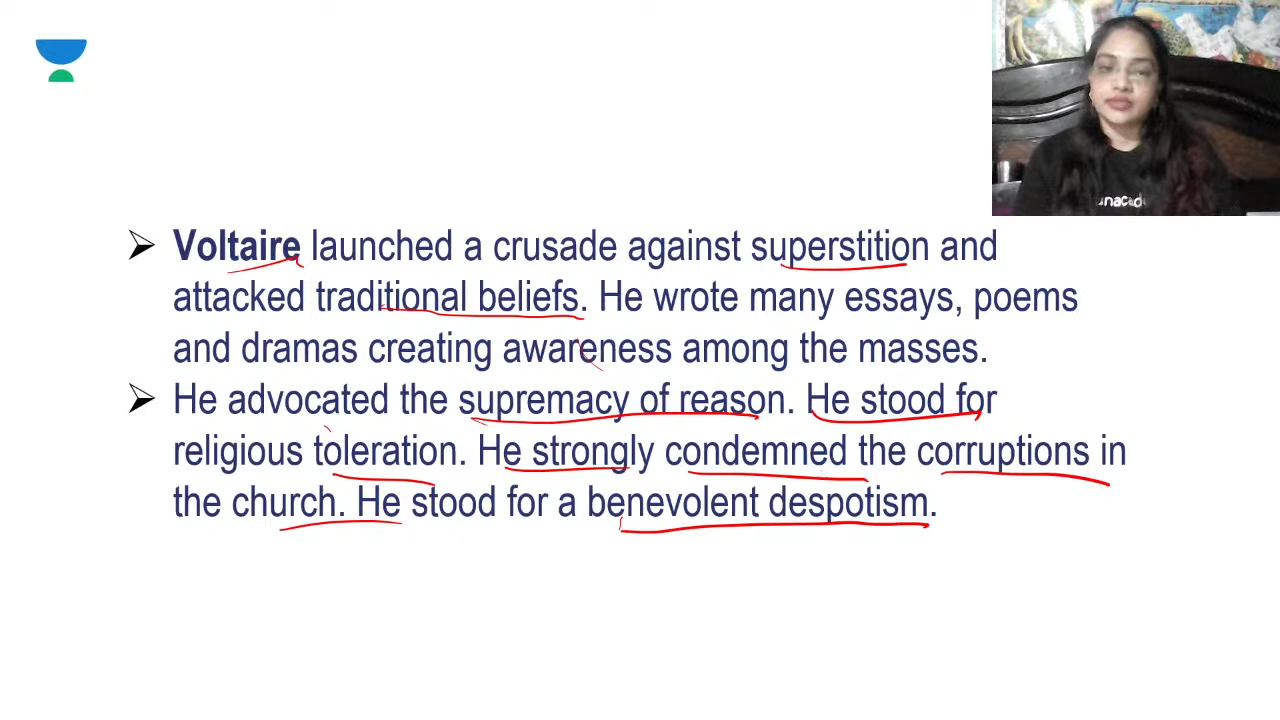 ➢ Voltaire launched a crusade against superstition and
attacked traditional beliefs. He wrote many essays, poems
and dramas creating awareness among the masses.
➢ He advocated the supremacy of reason. He stood for
religious toleration. He strongly condemned the corruptions in
the church. He stood for a benevolent despotism.